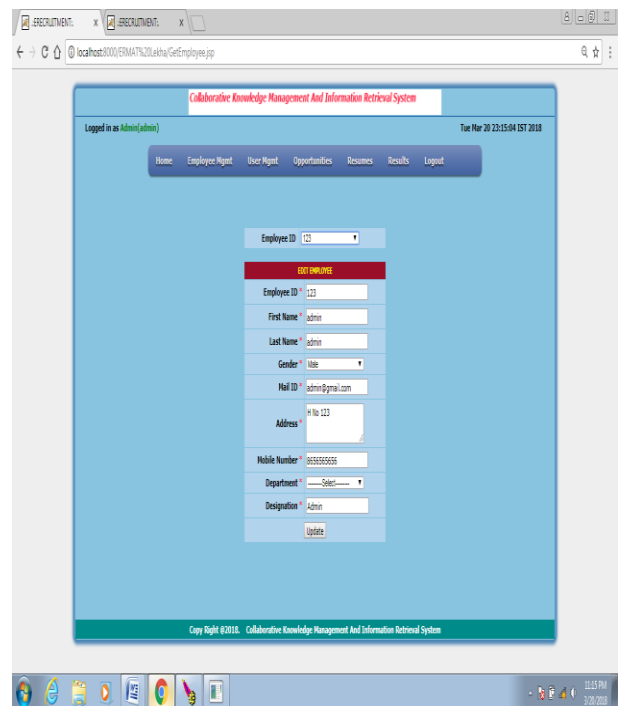 :ERECRUITMENT: x :ERECRUITMENT: x
localhost:8000/ERMAT%20Lekha/GetEmployee.jsp
Collaborative Knowledge Management And Information Retrieval System
Logged in as Admin(admin) Tue Mar 20 23:15:04 IST 2018
Home Employee Mgmt User Mgmt Opportunities Resumes Results Logout
Employee ID 123
EDIT EMPLOYEE
Employee ID * 123
First Name * admin
Last Name * admin
Gender * Male
Mail ID * admin@gmail.com
Address * H No 123
Mobile Number * 8656565656
Department * -------Select-------
Designation * Admin
Update
Copy Right @2018. Collaborative Knowledge Management And Information Retrieval System
11:15 PM
3/20/2018